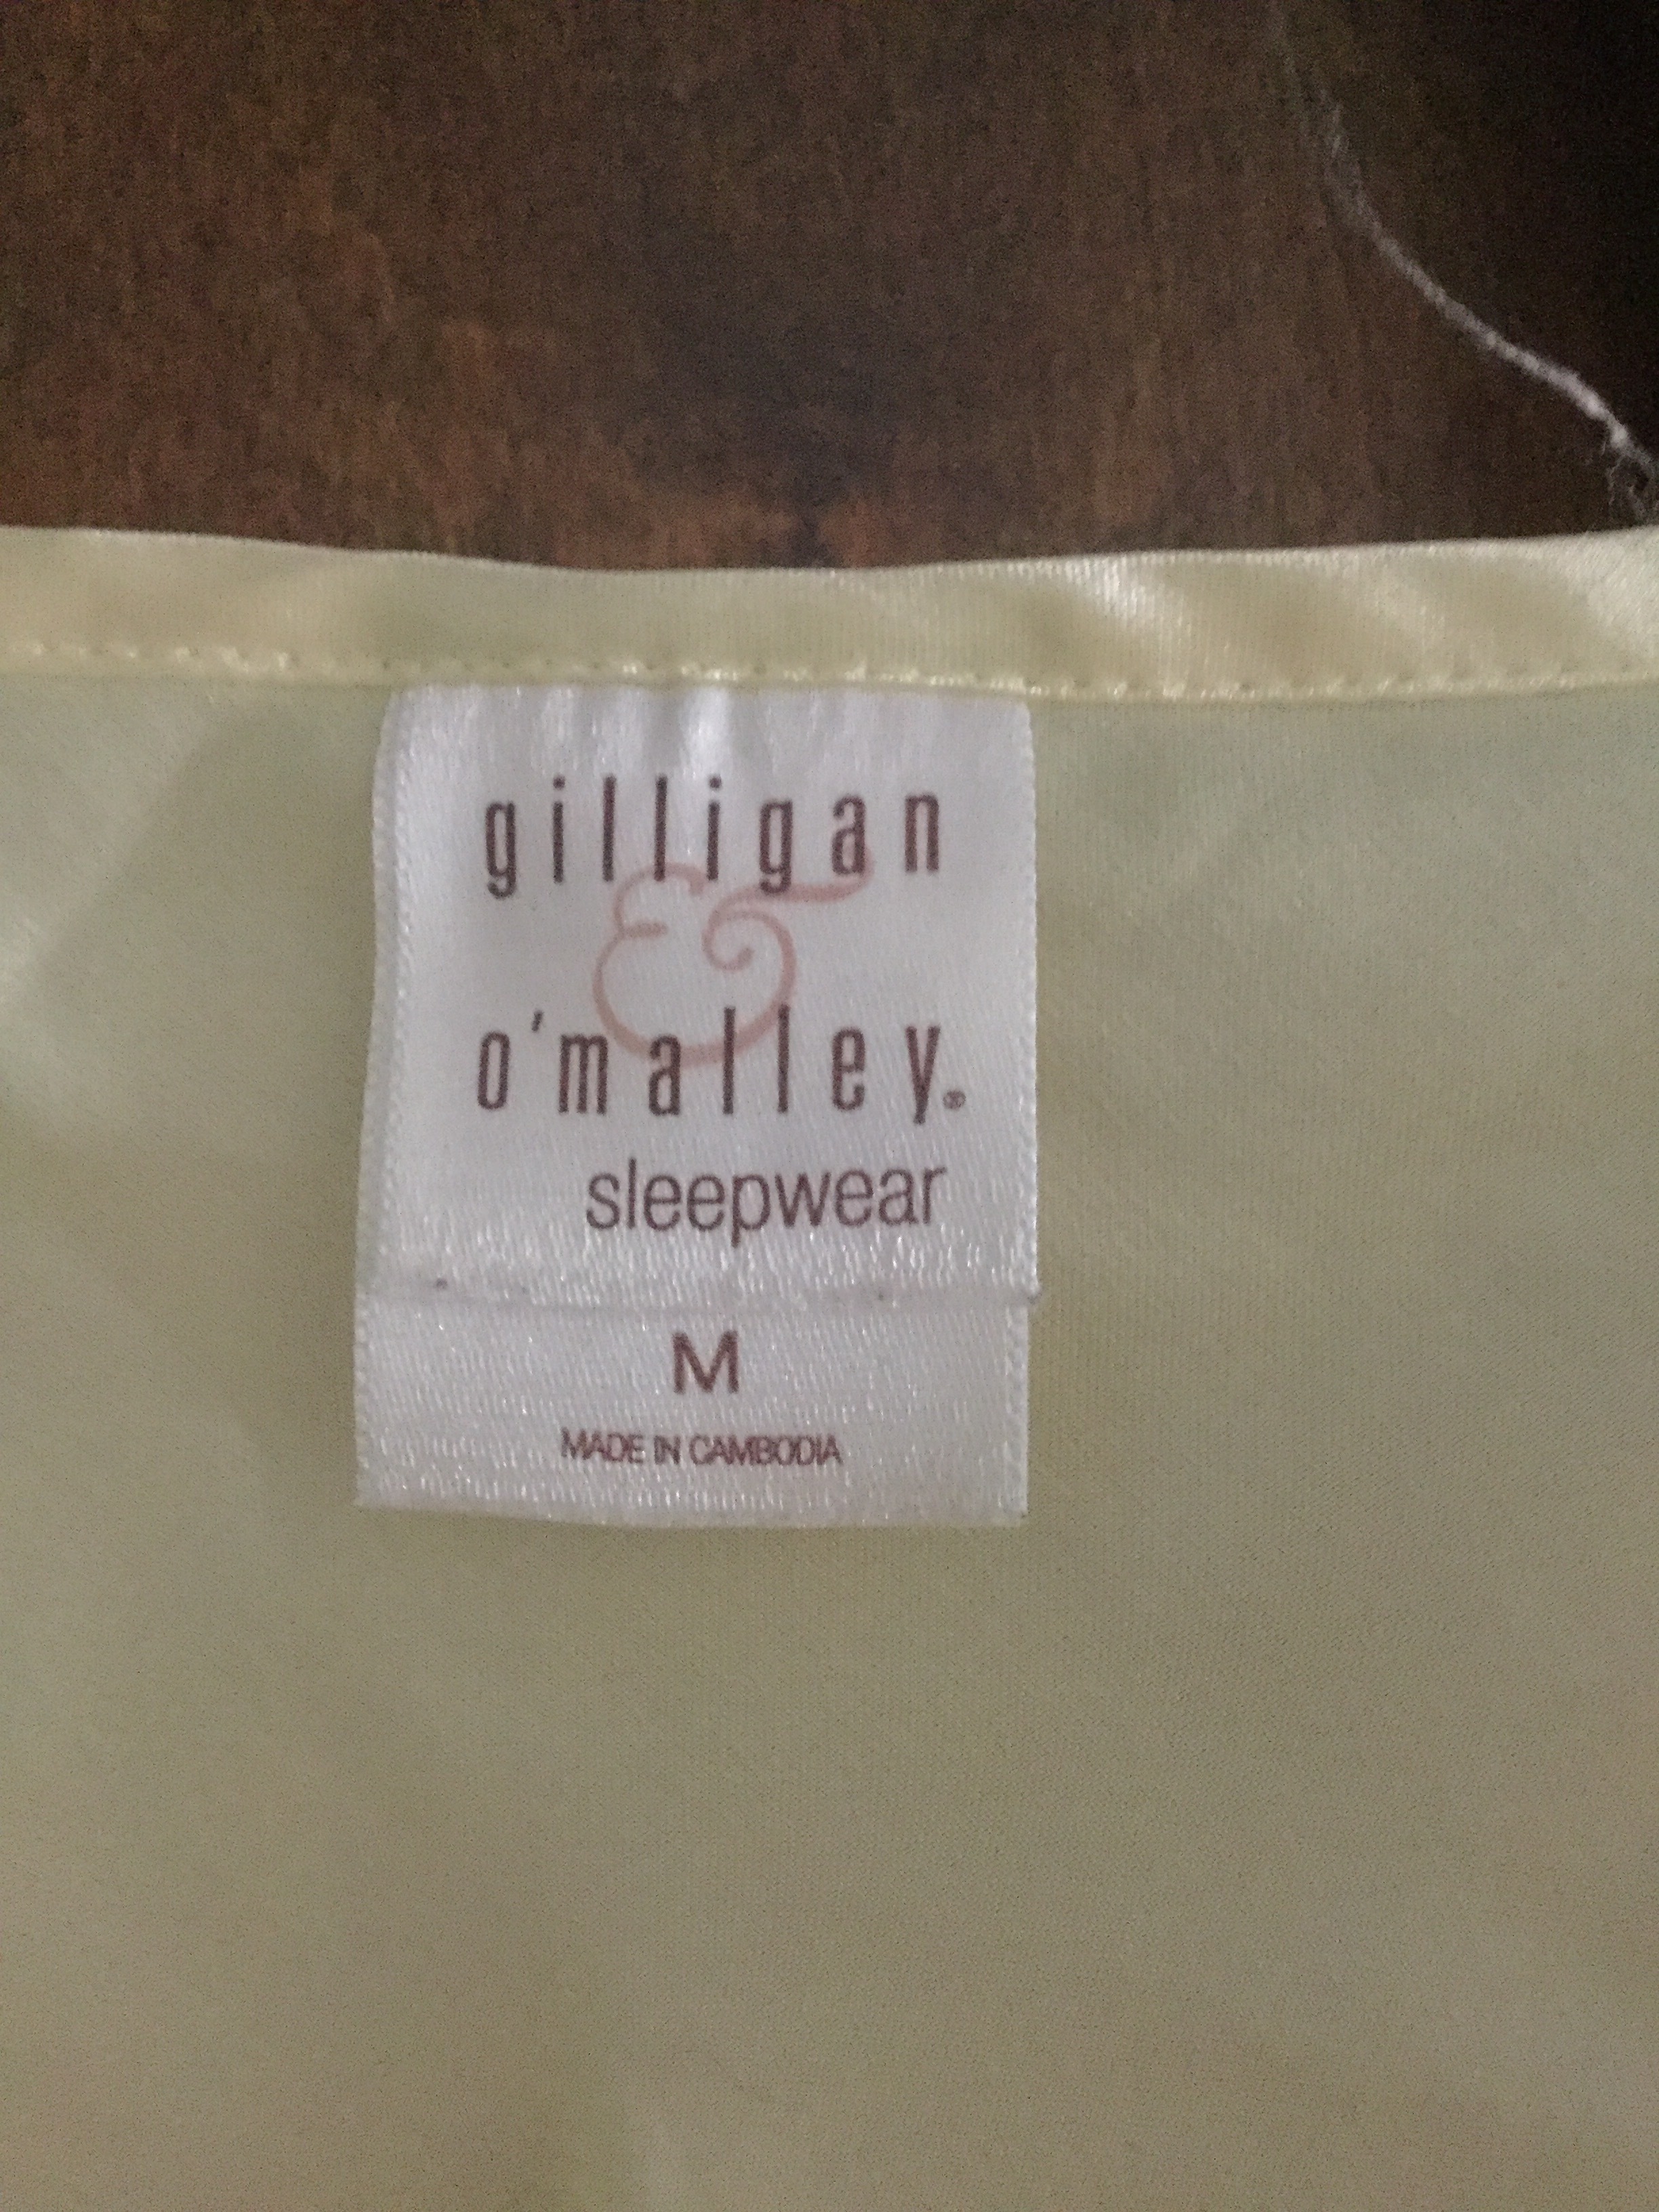 gilligan
&
o'malley®
sleepwear
M
MADE IN CAMBODIA